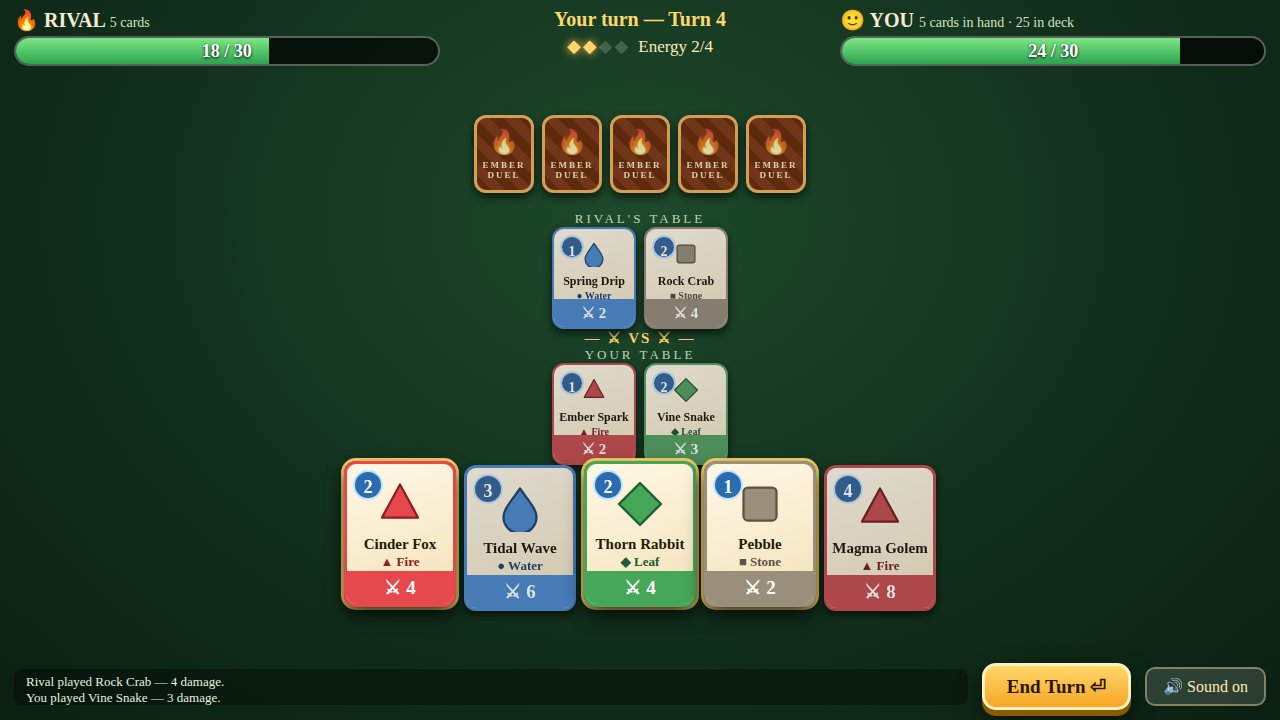 🔥 RIVAL 5 cards
18 / 30
Your turn — Turn 4
Energy 2/4
🙂 YOU 5 cards in hand · 25 in deck
24 / 30
EMBER DUEL
EMBER DUEL
EMBER DUEL
EMBER DUEL
EMBER DUEL
RIVAL'S TABLE
1
Spring Drip
● Water
⚔ 2
2
Rock Crab
■ Stone
⚔ 4
— ⚔ VS ⚔ —
YOUR TABLE
1
Ember Spark
▲ Fire
⚔ 2
2
Vine Snake
◆ Leaf
⚔ 3
2
Cinder Fox
▲ Fire
⚔ 4
3
Tidal Wave
● Water
⚔ 6
2
Thorn Rabbit
◆ Leaf
⚔ 4
1
Pebble
■ Stone
⚔ 2
4
Magma Golem
▲ Fire
⚔ 8
Rival played Rock Crab — 4 damage.
You played Vine Snake — 3 damage.
End Turn ⏎
🔊 Sound on